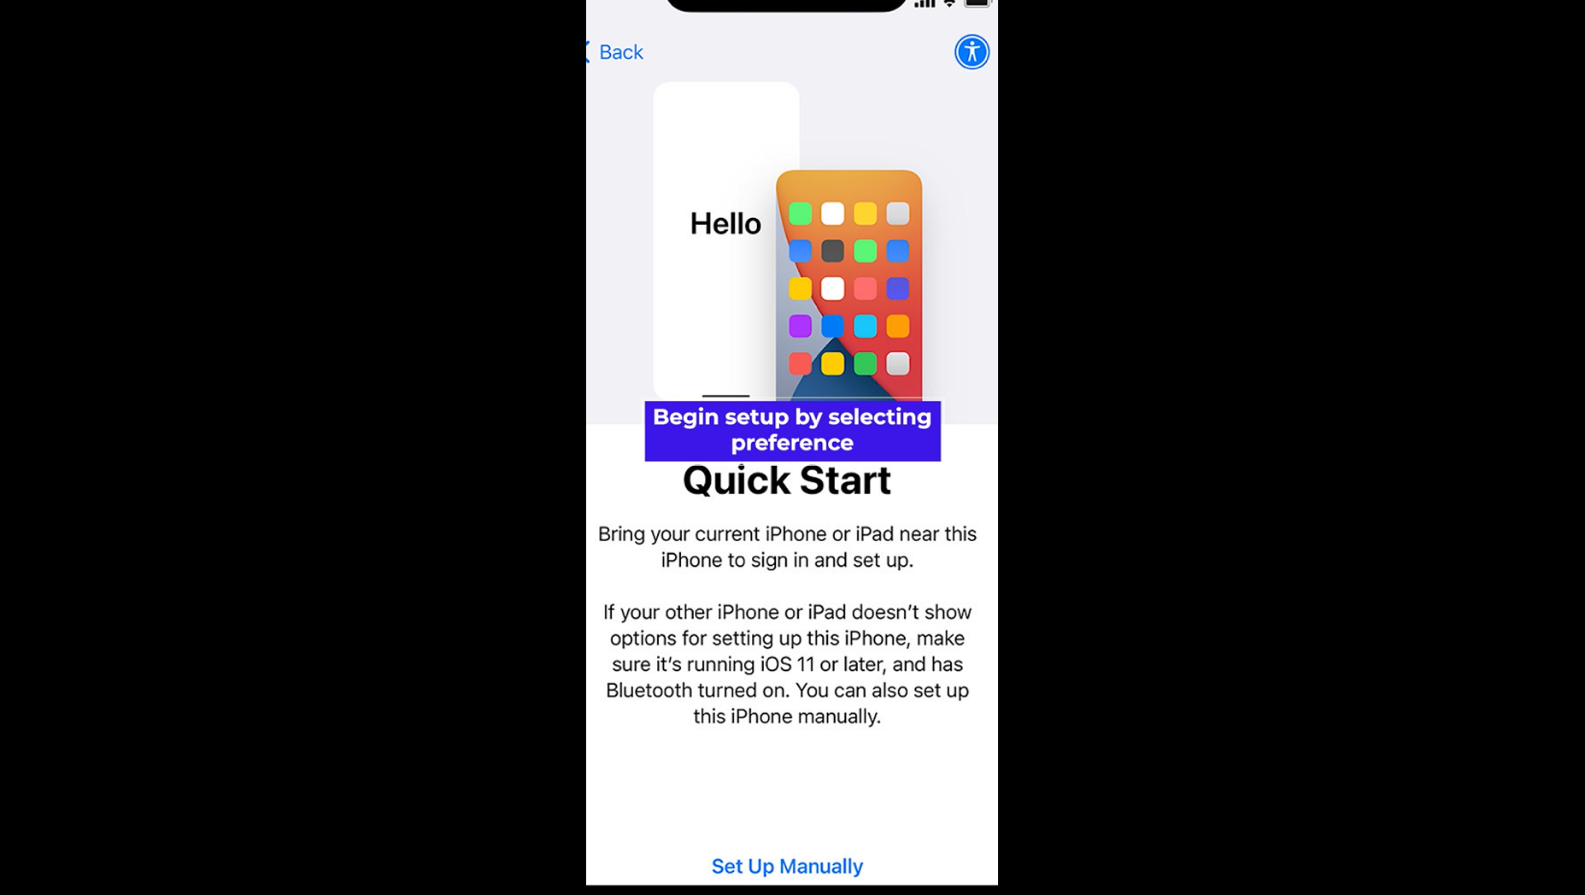 Back
Hello
Begin setup by selecting
preference
Quick Start
Bring your current iPhone or iPad near this
iPhone to sign in and set up.
If your other iPhone or iPad doesn’t show
options for setting up this iPhone, make
sure it’s running iOS 11 or later, and has
Bluetooth turned on. You can also set up
this iPhone manually.
Set Up Manually